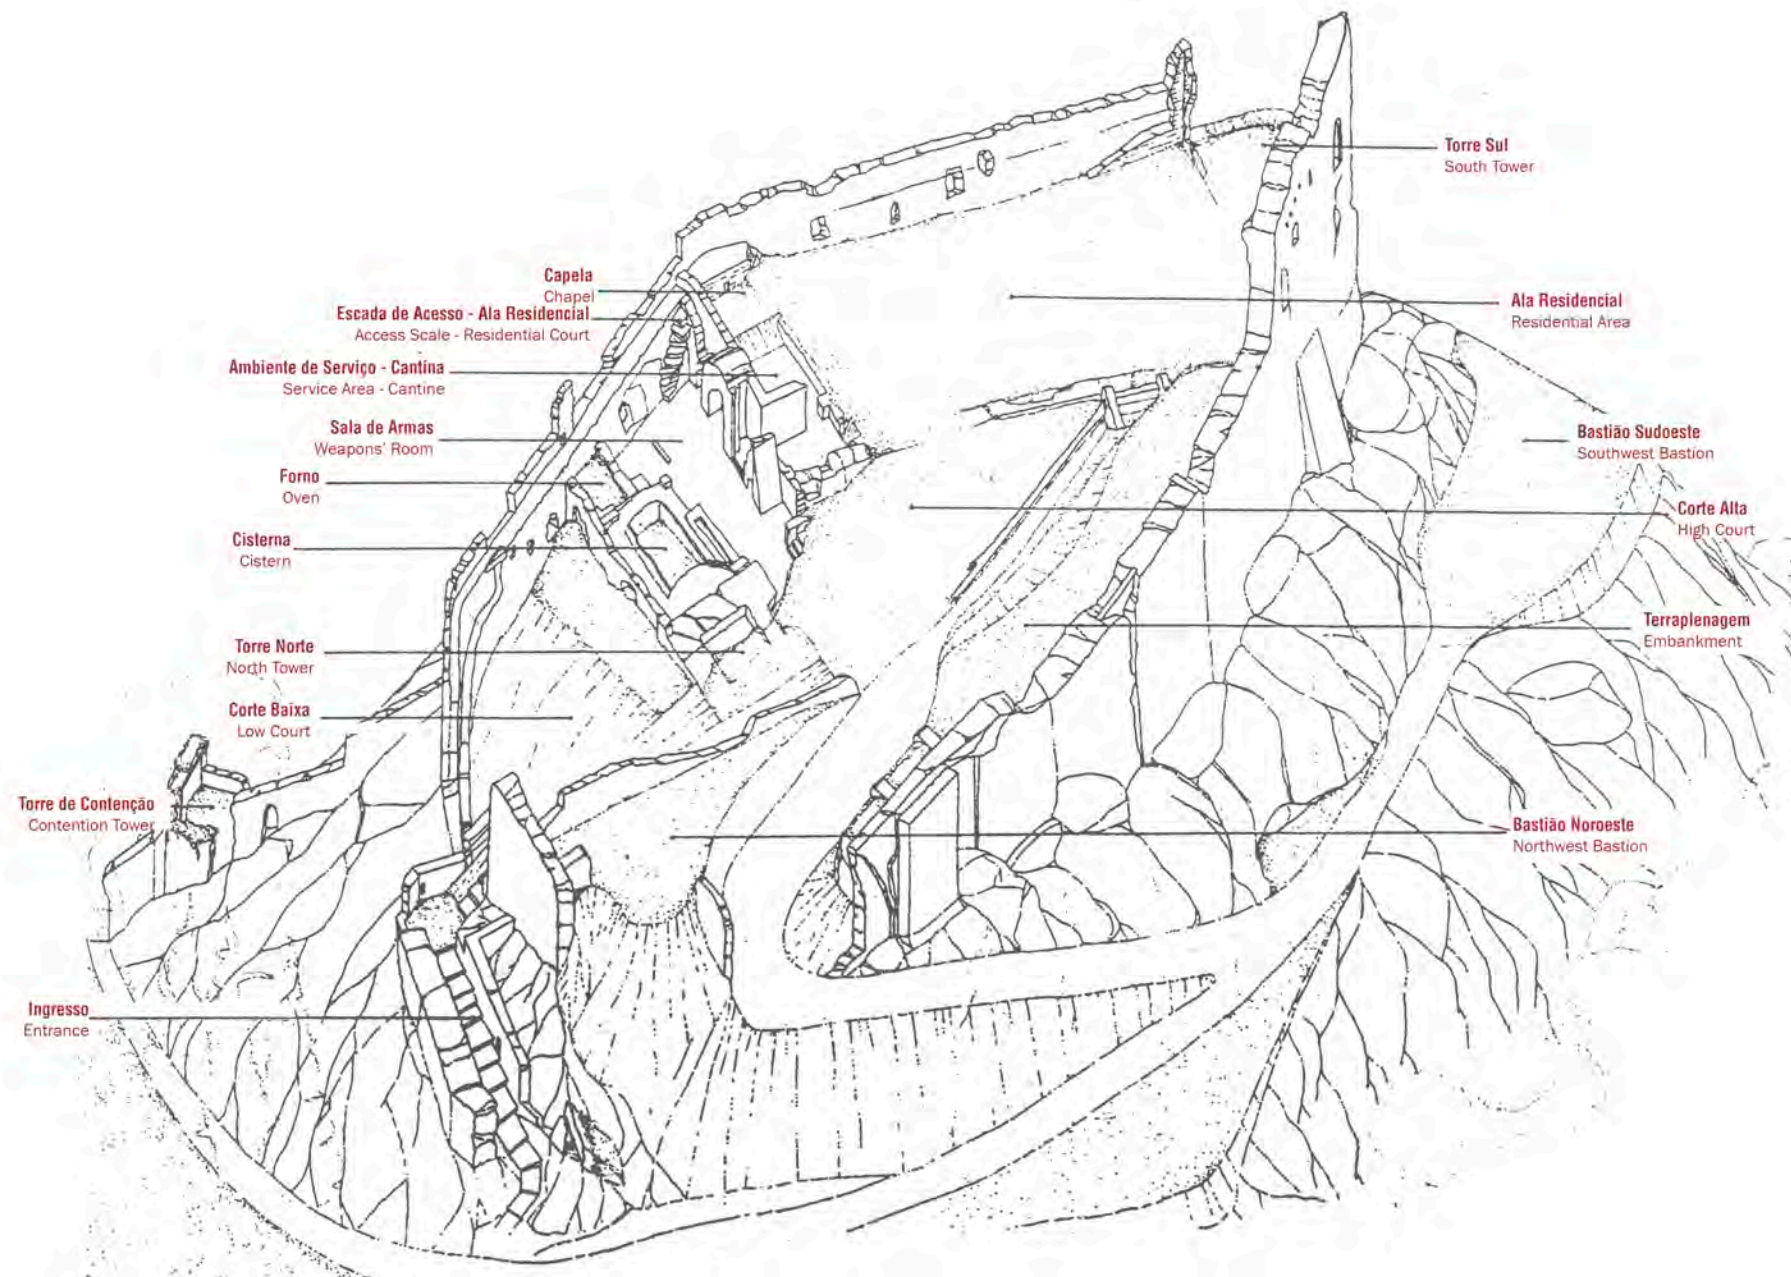 Torre Sul
South Tower
Capela
Chapel
Escada de Acesso - Ala Residencial
Access Scale - Residential Court
Ala Residencial
Residential Area
Ambiente de Serviço - Cantina
Service Area - Cantine
Sala de Armas
Weapons' Room
Bastião Sudoeste
Southwest Bastion
Forno
Oven
Corte Alta
High Court
Cisterna
Cistern
Terraplenagem
Embankment
Torre Norte
North Tower
Corte Baixa
Low Court
Torre de Contenção
Contention Tower
Bastião Noroeste
Northwest Bastion
Ingresso
Entrance